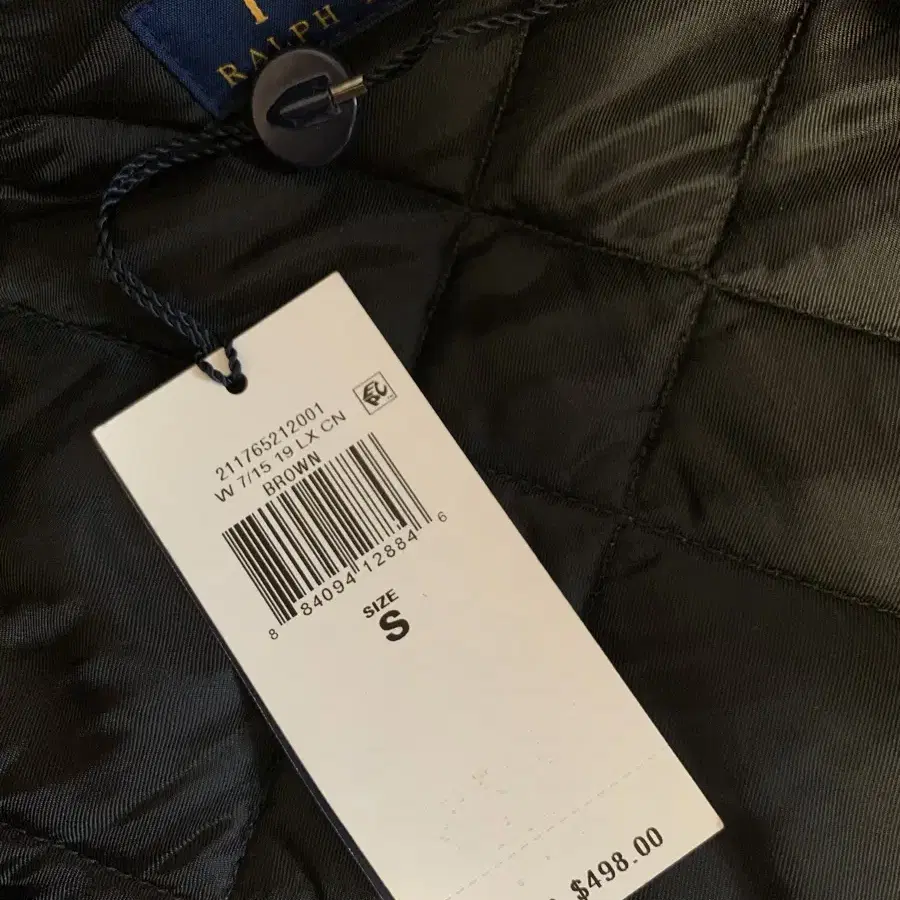 RALPH
211765212001
W 7/15 19 LX CN
BROWN
8 84094 12884 6
SIZE
S
$498.00